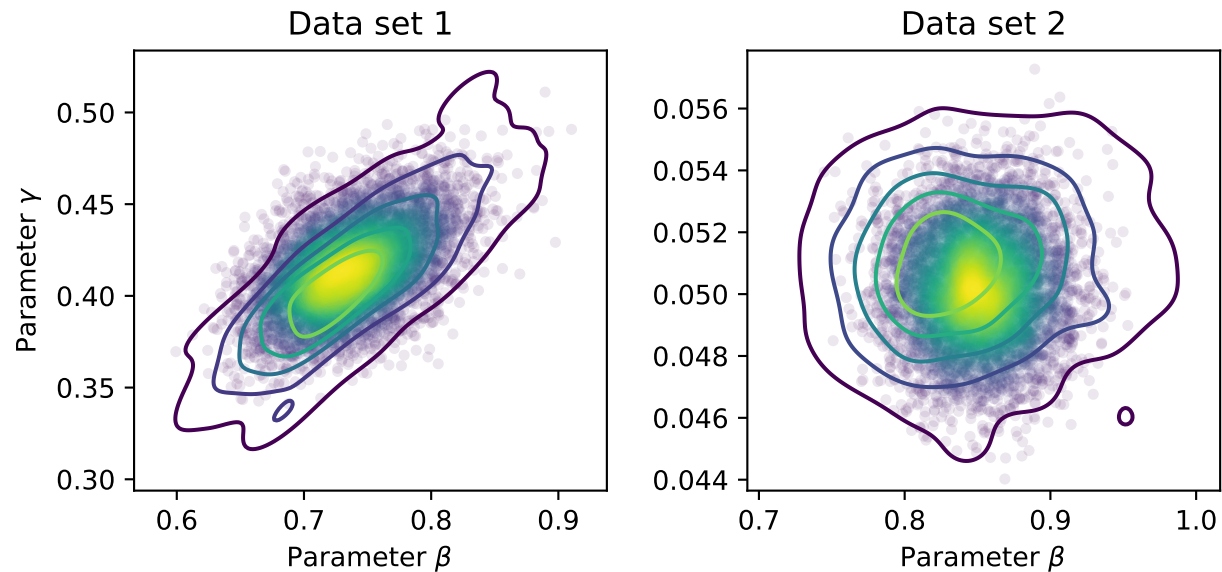 Data set 1
Parameter γ
0.50
0.45
0.40
0.35
0.30
0.6 0.7 0.8 0.9
Parameter β
Data set 2
0.056
0.054
0.052
0.050
0.048
0.046
0.044
0.7 0.8 0.9 1.0
Parameter β